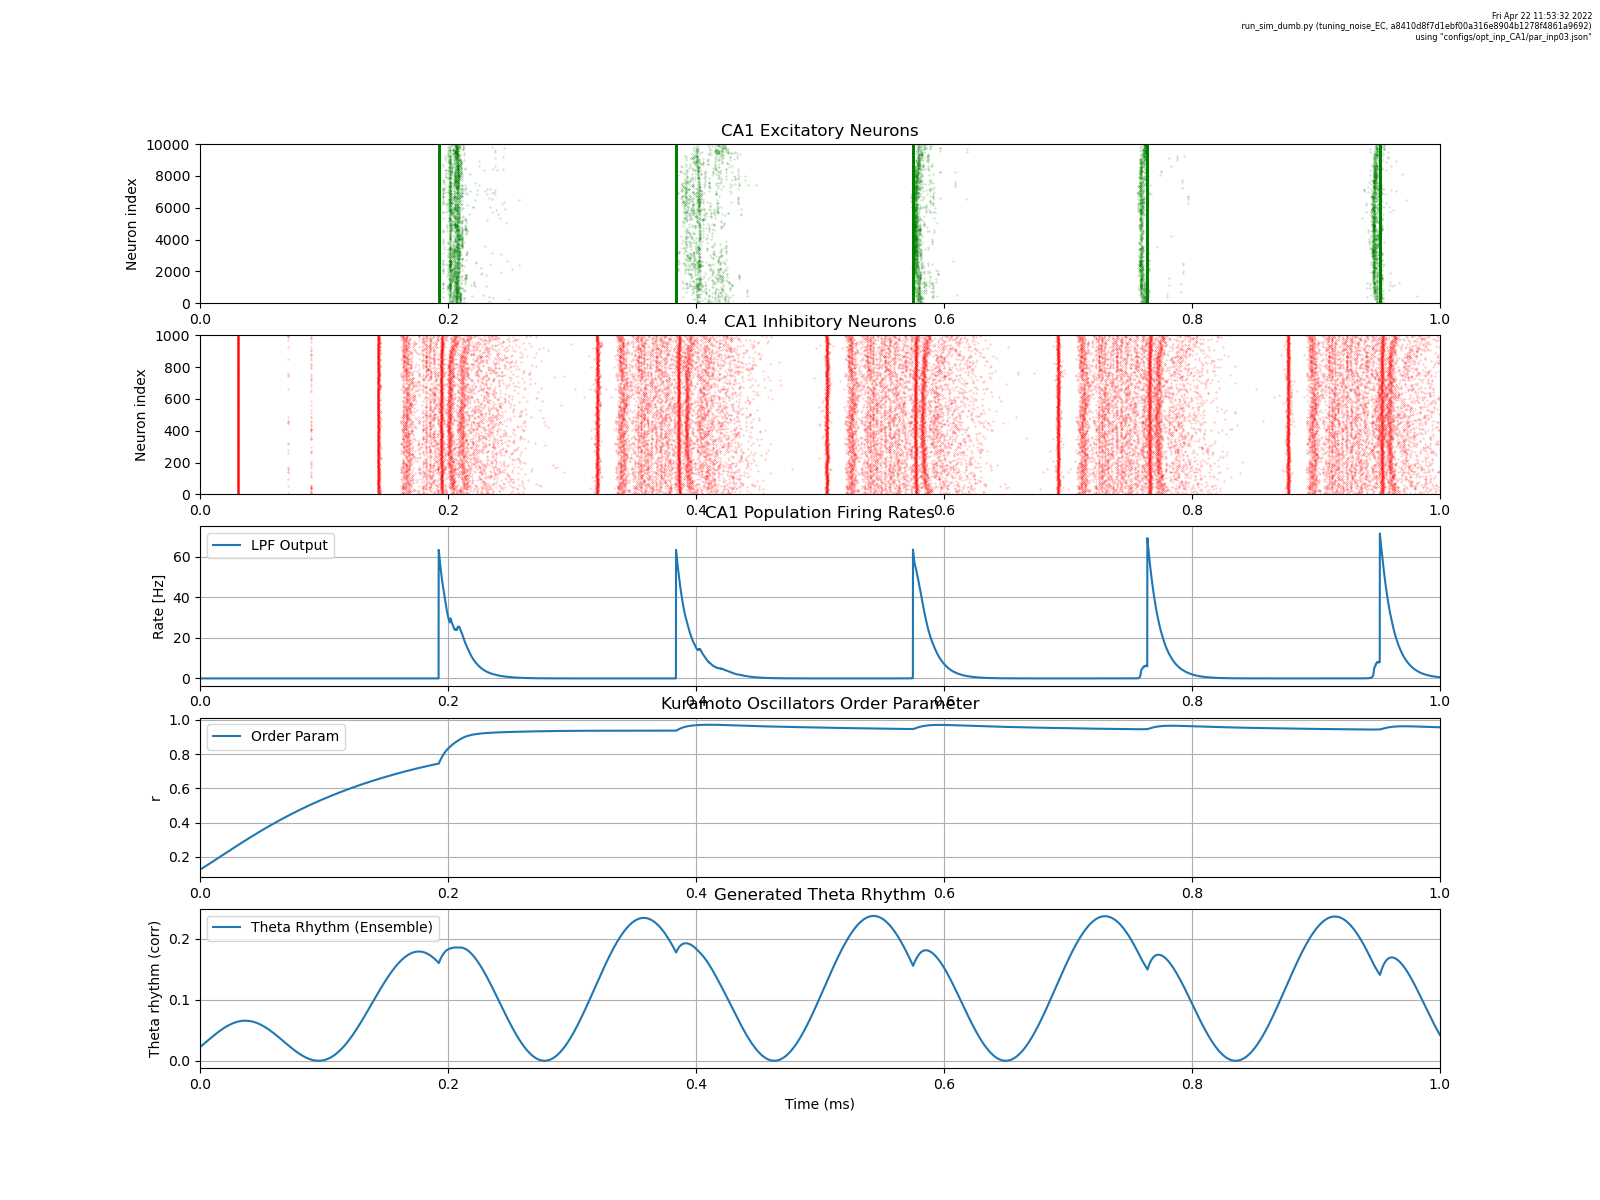 Fri Apr 22 11:53:32 2022
run_sim_dumb.py (tuning_noise_EC, a8410d8f7d1ebf00a316e8904b1278f4861a9692)
using "configs/opt_inp_CA1/par_inp03.json"
CA1 Excitatory Neurons
Neuron index
10000
8000
6000
4000
2000
0
0.0 0.2 0.4 0.6 0.8 1.0
CA1 Inhibitory Neurons
Neuron index
1000
800
600
400
200
0
0.0 0.2 0.4 0.6 0.8 1.0
CA1 Population Firing Rates
LPF Output
Rate [Hz]
60
40
20
0
0.0 0.2 0.4 0.6 0.8 1.0
Kuramoto Oscillators Order Parameter
Order Param
r
1.0
0.8
0.6
0.4
0.2
0.0 0.2 0.4 0.6 0.8 1.0
Generated Theta Rhythm
Theta Rhythm (Ensemble)
Theta rhythm (corr)
0.2
0.1
0.0
0.0 0.2 0.4 0.6 0.8 1.0
Time (ms)